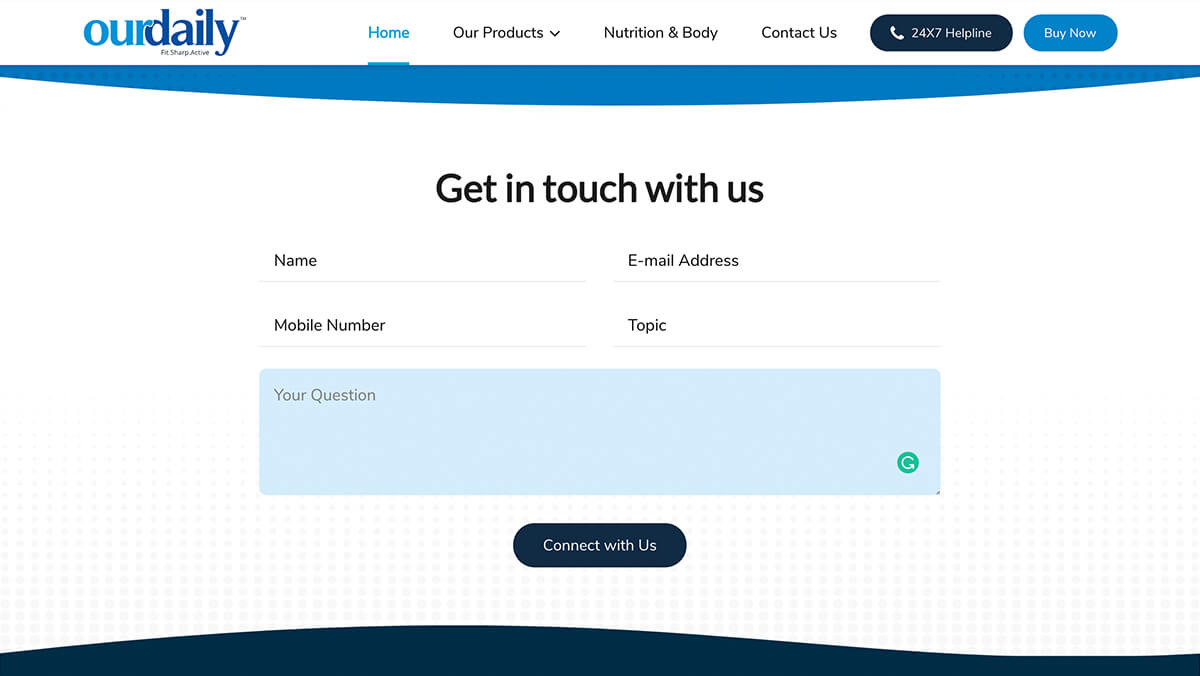 ourdaily™
Fit.Sharp.Active
Home Our Products Nutrition & Body Contact Us 24X7 Helpline Buy Now
Get in touch with us
Name E-mail Address
Mobile Number Topic
Your Question
Connect with Us